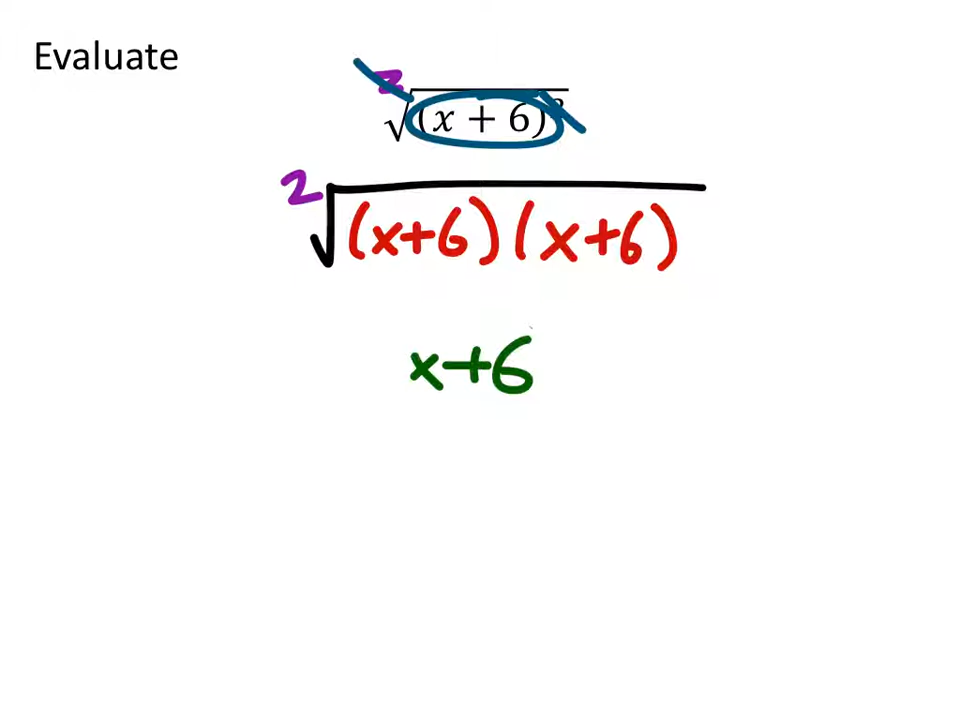 Evaluate
²√(x + 6)²
²√(x+6)(x+6)
x+6